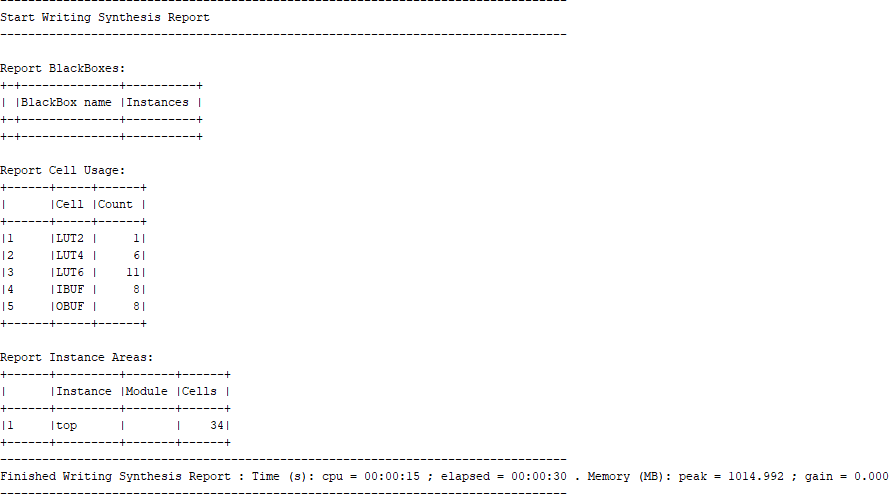 --------------------------------------------------------------------------------
Start Writing Synthesis Report
---------------------------------------------------------------------------------

Report BlackBoxes:
+-+--------------+----------+
| |BlackBox name |Instances |
+-+--------------+----------+
+-+--------------+----------+

Report Cell Usage:
+------+-----+------+
|      |Cell |Count |
+------+-----+------+
|1     |LUT2 |     1|
|2     |LUT4 |     6|
|3     |LUT6 |    11|
|4     |IBUF |     8|
|5     |OBUF |     8|
+------+-----+------+

Report Instance Areas:
+------+---------+-------+------+
|      |Instance |Module |Cells |
+------+---------+-------+------+
|1     |top      |       |    34|
+------+---------+-------+------+
---------------------------------------------------------------------------------
Finished Writing Synthesis Report : Time (s): cpu = 00:00:15 ; elapsed = 00:00:30 . Memory (MB): peak = 1014.992 ; gain = 0.000
---------------------------------------------------------------------------------